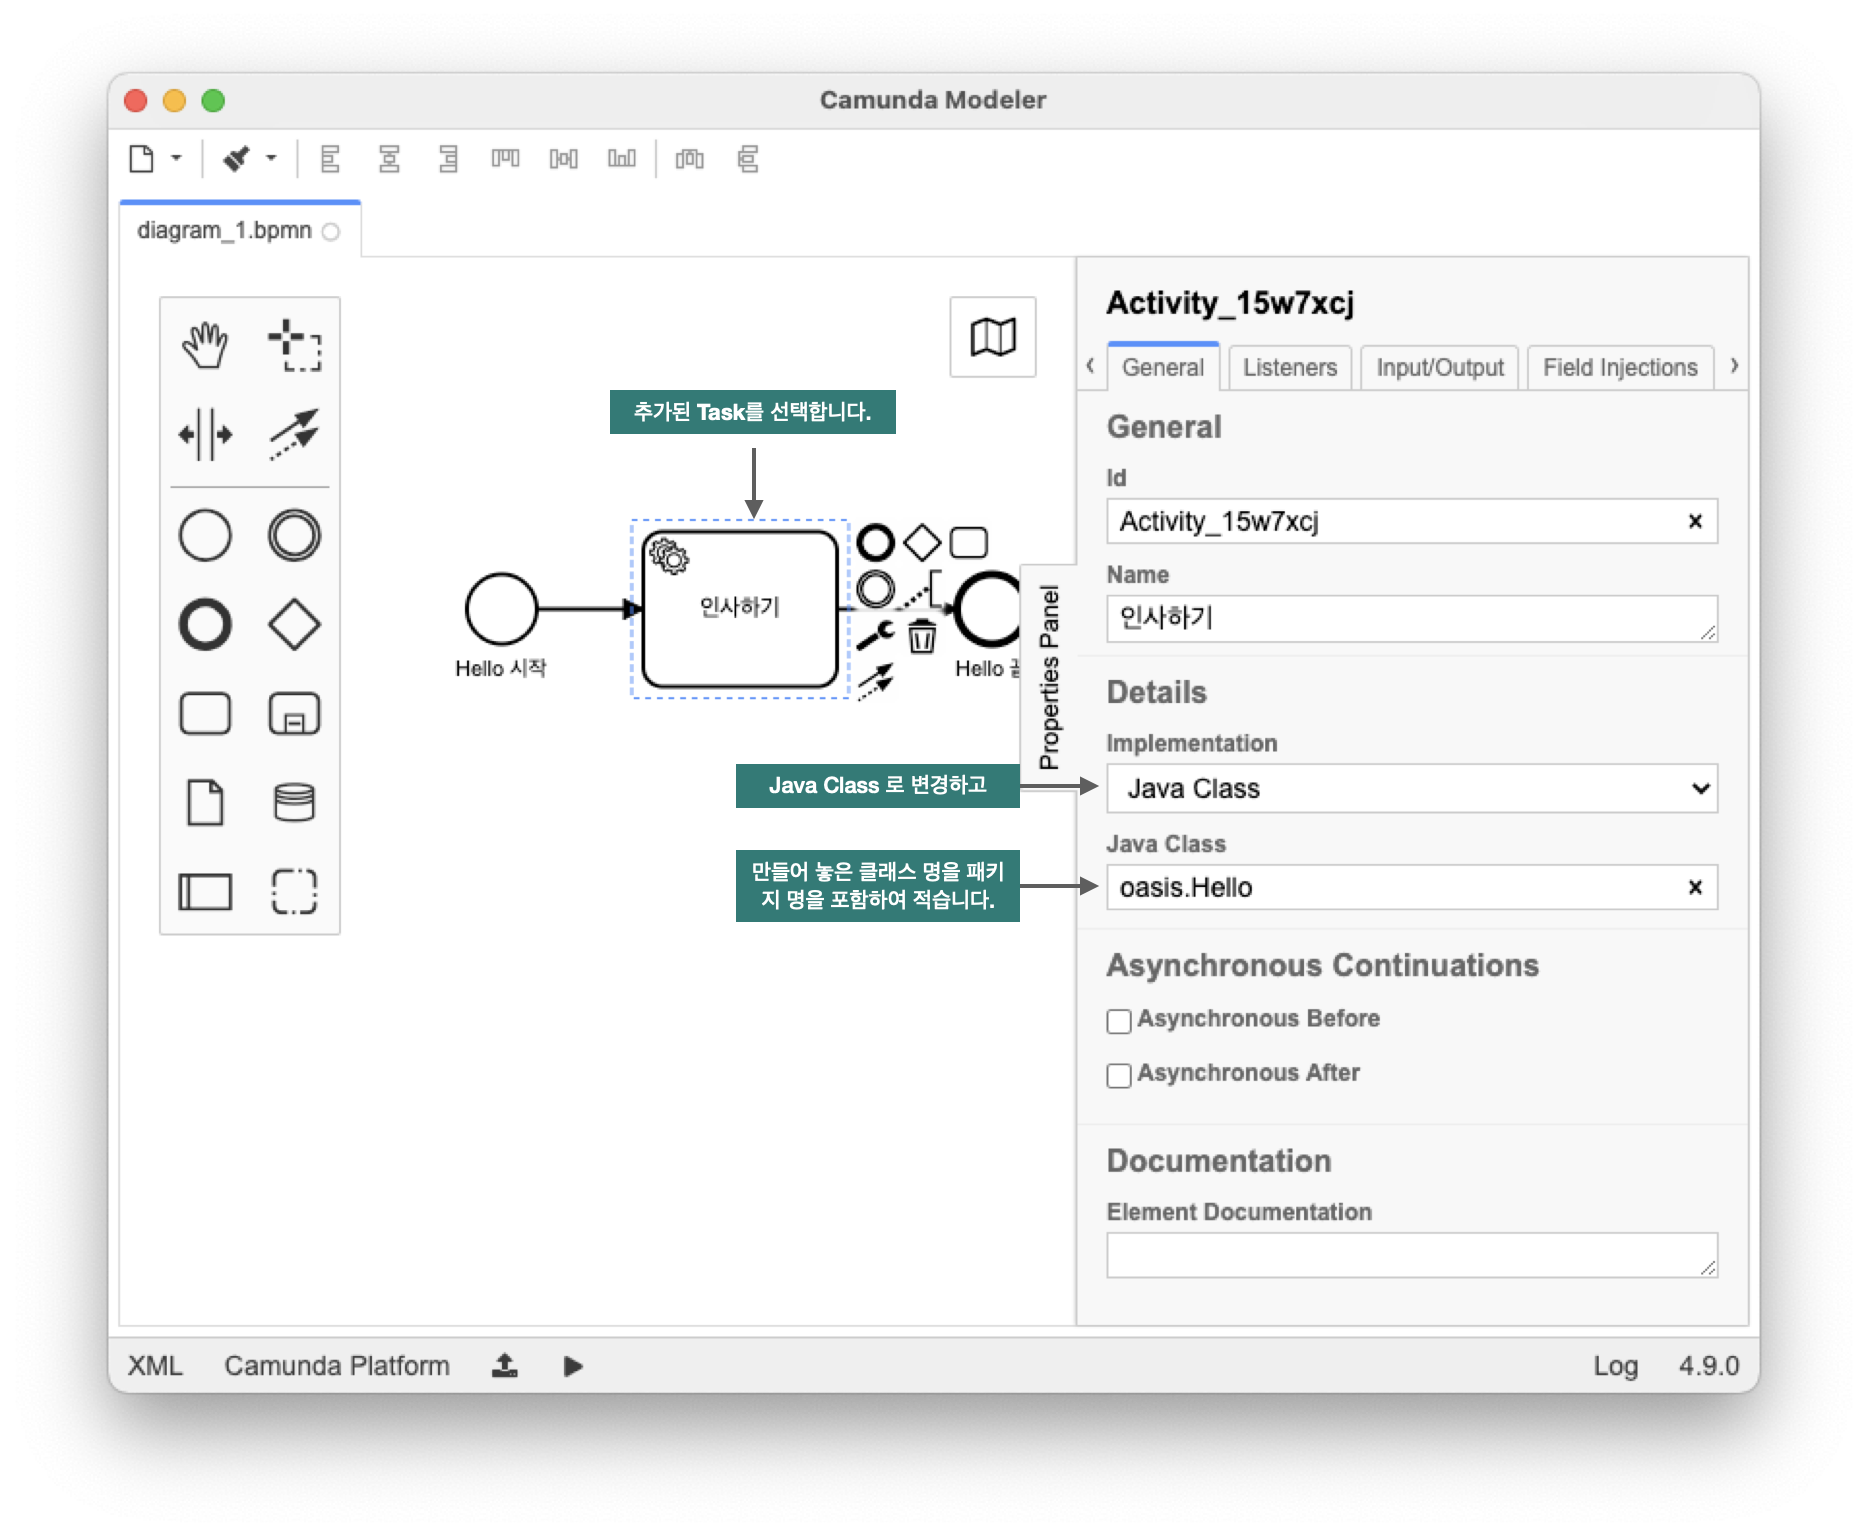 Camunda Modeler
diagram_1.bpmn
Activity_15w7xcj
General
Listeners
Input/Output
Field Injections
추가된 Task를 선택합니다.
General
Id
Activity_15w7xcj
Name
인사하기
인사하기
Hello 시작
Hello
Properties Panel
Details
Implementation
Java Class 로 변경하고
Java Class
Java Class
만들어 놓은 클래스 명을 패키
지 명을 포함하여 적습니다.
oasis.Hello
Asynchronous Continuations
Asynchronous Before
Asynchronous After
Documentation
Element Documentation
XML
Camunda Platform
Log
4.9.0